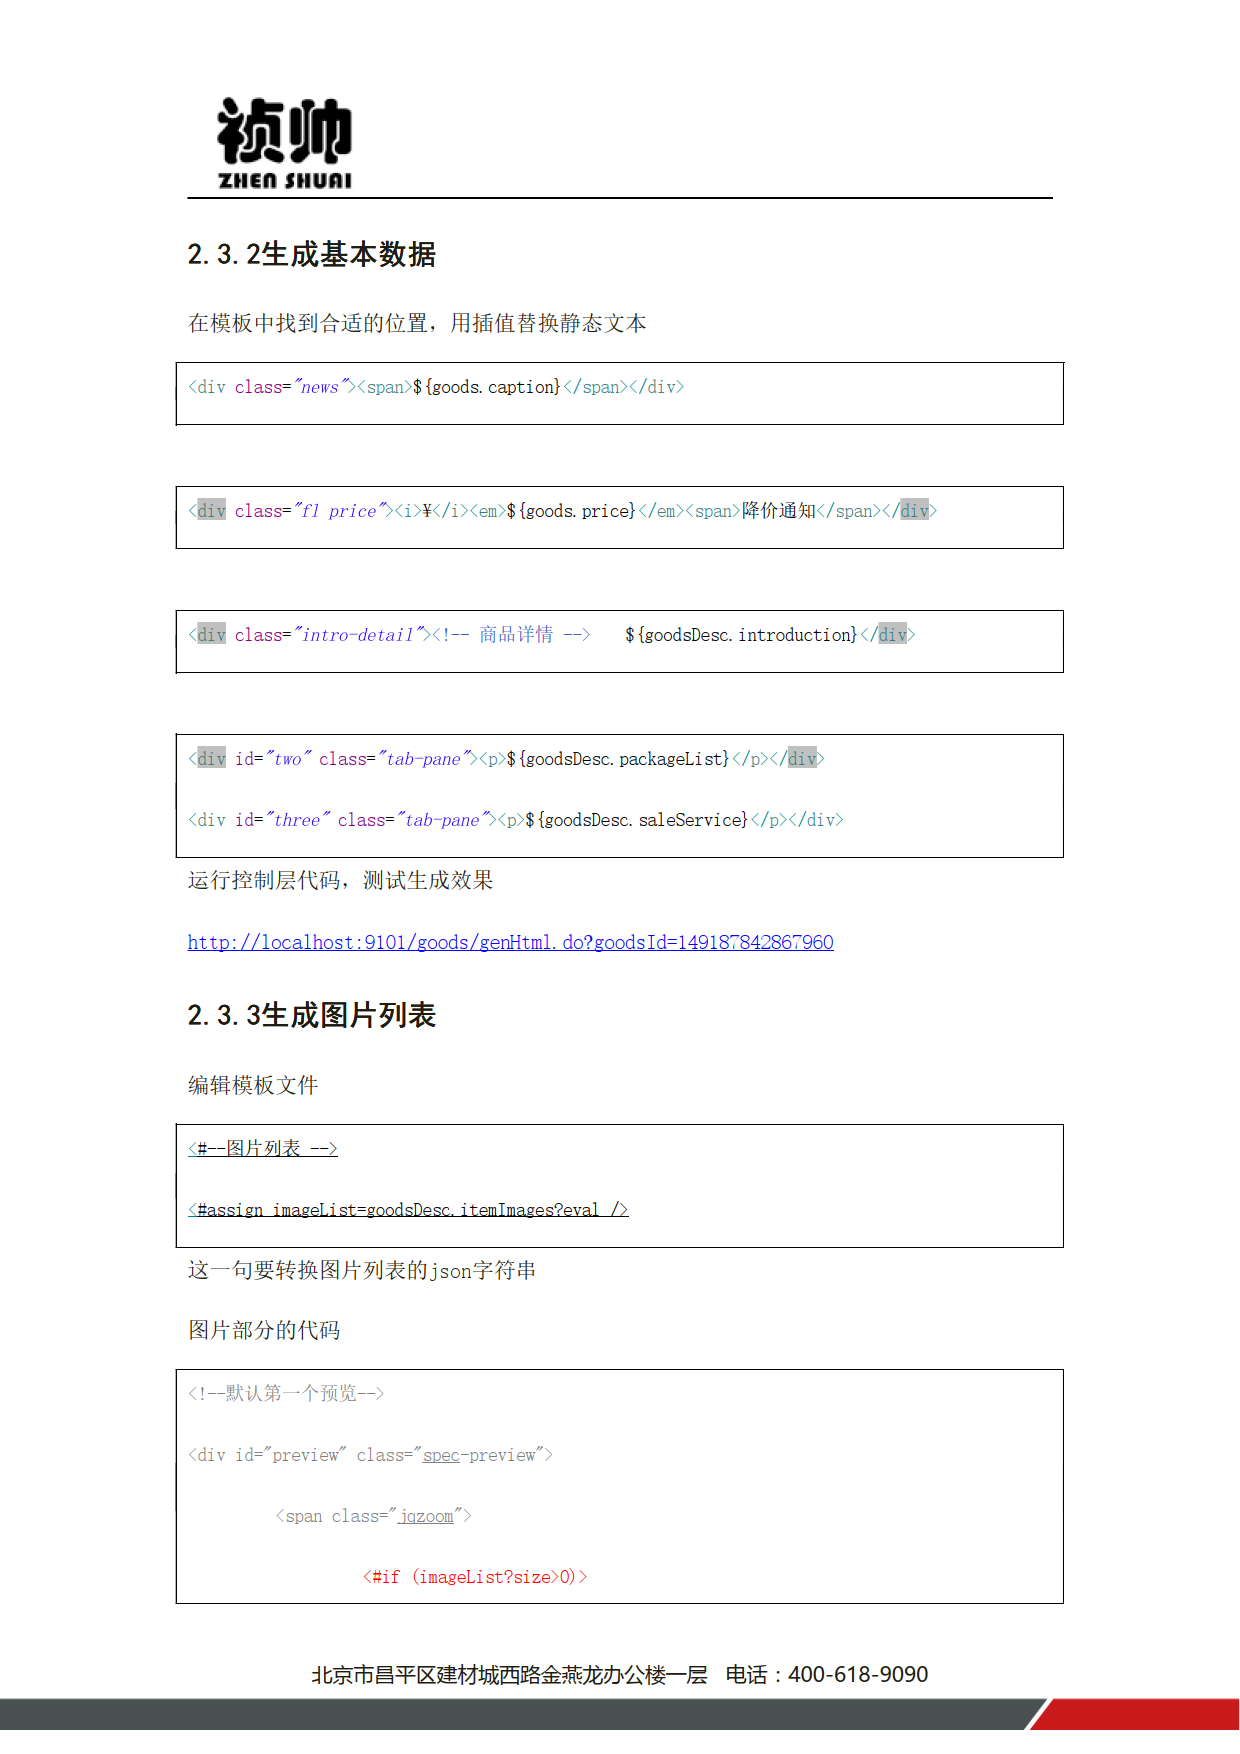 祯帅
ZHEN SHUAI
2.3.2生成基本数据
在模板中找到合适的位置，用插值替换静态文本
<div class="news"><span>${goods.caption}</span></div>
<div class="fl price"><i>¥</i><em>${goods.price}</em><span>降价通知</span></div>
<div class="intro-detail"><!-- 商品详情 -->   ${goodsDesc.introduction}</div>
<div id="two" class="tab-pane"><p>${goodsDesc.packageList}</p></div>
<div id="three" class="tab-pane"><p>${goodsDesc.saleService}</p></div>
运行控制层代码，测试生成效果
http://localhost:9101/goods/genHtml.do?goodsId=149187842867960
2.3.3生成图片列表
编辑模板文件
<#--图片列表 -->
<#assign imageList=goodsDesc.itemImages?eval />
这一句要转换图片列表的json字符串
图片部分的代码
<!--默认第一个预览-->
<div id="preview" class="spec-preview">
<span class="jqzoom">
<#if (imageList?size>0)>
北京市昌平区建材城西路金燕龙办公楼一层   电话：400-618-9090